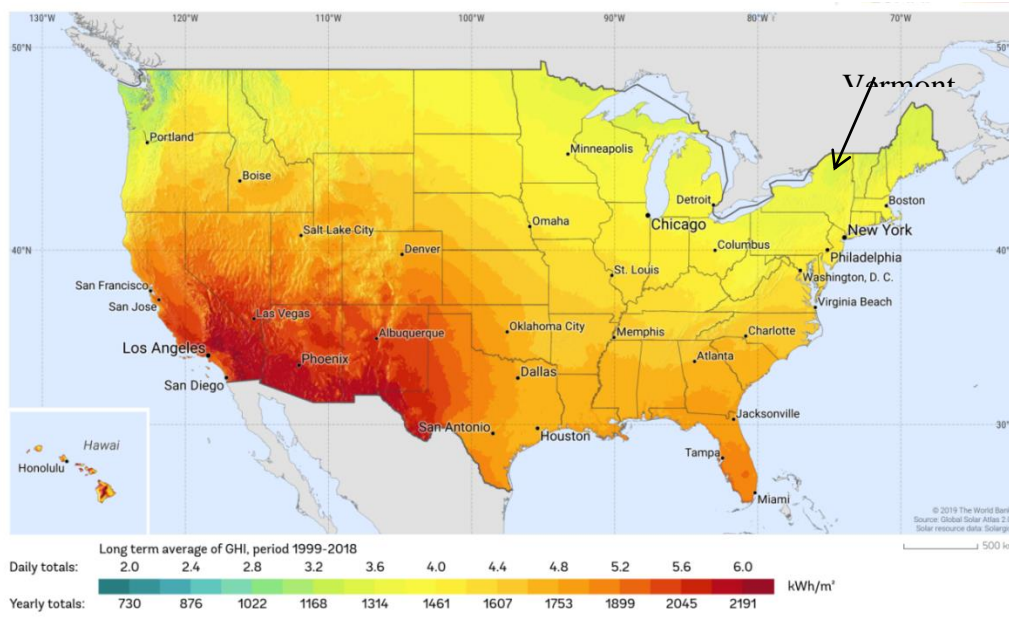 130°W 120°W 110°W 100°W 90°W 80°W 70°W
50°N 50°N
Vermont
Portland
Minneapolis
Boise
Detroit
Boston
Chicago
New York
Omaha
Salt Lake City
Columbus
Denver
40°N
Philadelphia
St. Louis
Washington, D. C.
San Francisco
Virginia Beach
San Jose
Las Vegas
Oklahoma City
Memphis
Charlotte
Albuquerque
Los Angeles
Phoenix
Atlanta
Dallas
San Diego
Jacksonville
San Antonio
Houston
30°
Hawai
Tampa
Honolulu
Miami
© 2019 The World Bank
Source: Global Solar Atlas 2.0
Solar resource data: Solargis
Long term average of GHI, period 1999-2018
500 k
Daily totals: 2.0 2.4 2.8 3.2 3.6 4.0 4.4 4.8 5.2 5.6 6.0
kWh/m²
Yearly totals: 730 876 1022 1168 1314 1461 1607 1753 1899 2045 2191